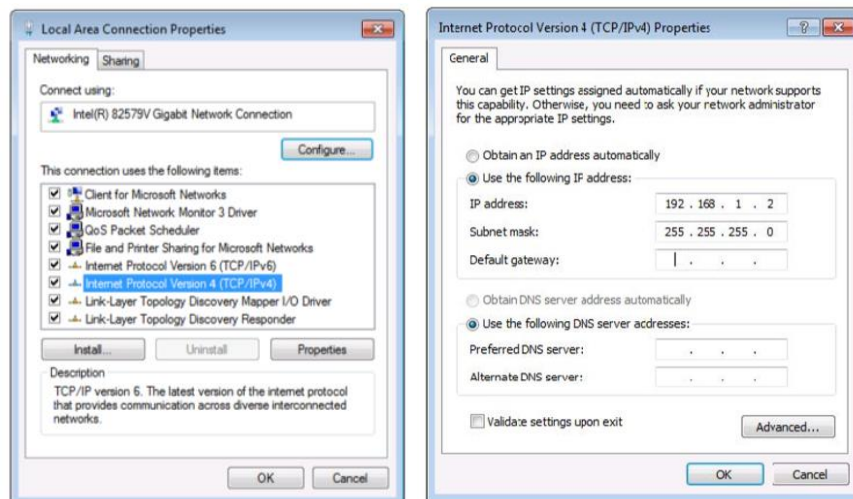 Local Area Connection Properties
Networking
Sharing
Connect using:
Intel(R) 82579V Gigabit Network Connection
Configure...
This connection uses the following items:
Client for Microsoft Networks
Microsoft Network Monitor 3 Driver
QoS Packet Scheduler
File and Printer Sharing for Microsoft Networks
Internet Protocol Version 6 (TCP/IPv6)
Internet Protocol Version 4 (TCP/IPv4)
Link-Layer Topology Discovery Mapper I/O Driver
Link-Layer Topology Discovery Responder
Install...
Uninstall
Properties
Description
TCP/IP version 6. The latest version of the internet protocol
that provides communication across diverse interconnected
networks.
OK
Cancel
Internet Protocol Version 4 (TCP/IPv4) Properties
General
You can get IP settings assigned automatically if your network supports
this capability. Otherwise, you need to ask your network administrator
for the appropriate IP settings.
Obtain an IP address automatically
Use the following IP address:
IP address: 192 . 168 . 1 . 2
Subnet mask: 255 . 255 . 255 . 0
Default gateway: . . .
Obtain DNS server address automatically
Use the following DNS server addresses:
Preferred DNS server: . . .
Alternate DNS server: . . .
Validate settings upon exit
Advanced...
OK
Cancel